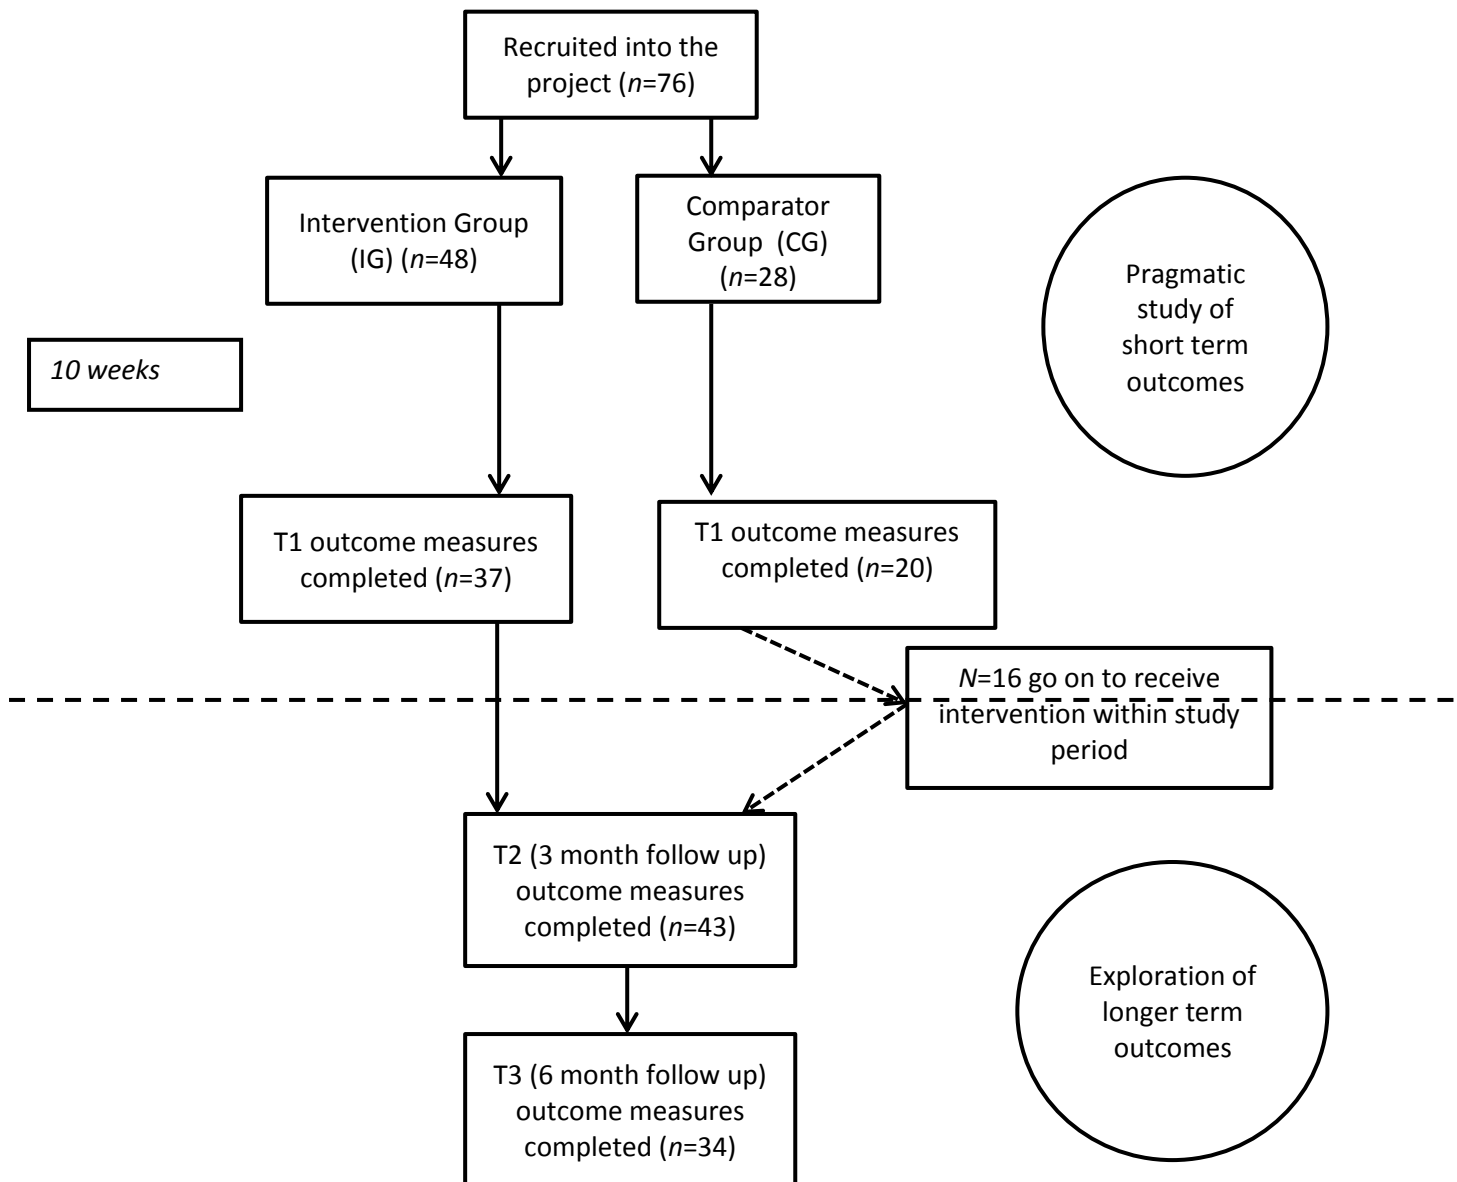 Recruited into the
project (n=76)
Intervention Group
(IG) (n=48)
Comparator
Group (CG)
(n=28)
Pragmatic
study of
short term
outcomes
10 weeks
T1 outcome measures
completed (n=37)
T1 outcome measures
completed (n=20)
N=16 go on to receive
intervention within study
period
T2 (3 month follow up)
outcome measures
completed (n=43)
Exploration of
longer term
outcomes
T3 (6 month follow up)
outcome measures
completed (n=34)